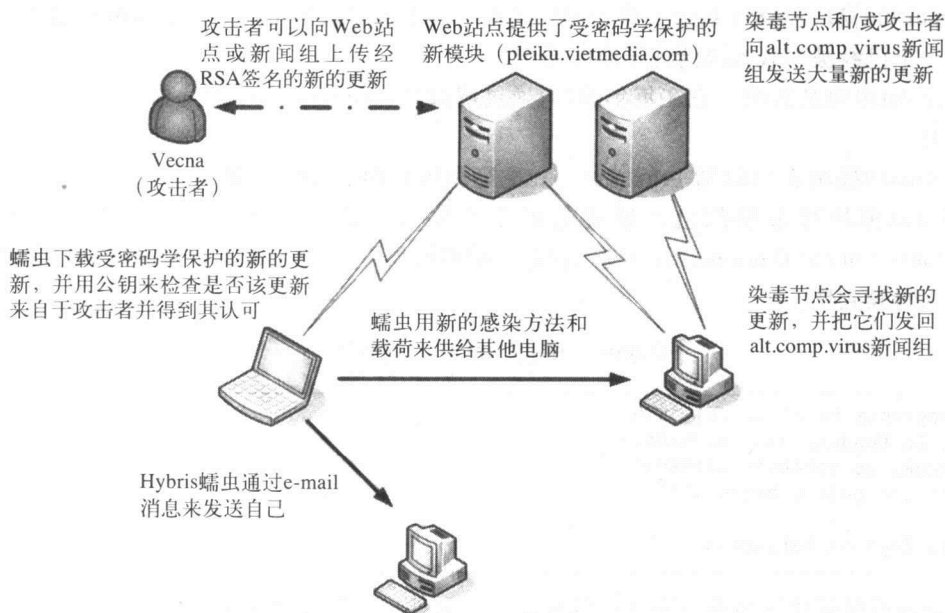 攻击者可以向Web站
点或新闻组上传经
RSA签名的新的更新
Web站点提供了受密码学保护的
新模块（pleiku.vietmedia.com）
染毒节点和/或攻击者
向alt.comp.virus新闻
组发送大量新的更新
Vecna
（攻击者）
蠕虫下载受密码学保护的新的更
新，并用公钥来检查是否该更新
来自于攻击者并得到其认可
蠕虫用新的感染方法和
载荷来供给其他电脑
染毒节点会寻找新的
更新，并把它们发回
alt.comp.virus新闻组
Hybris蠕虫通过e-mail
消息来发送自己